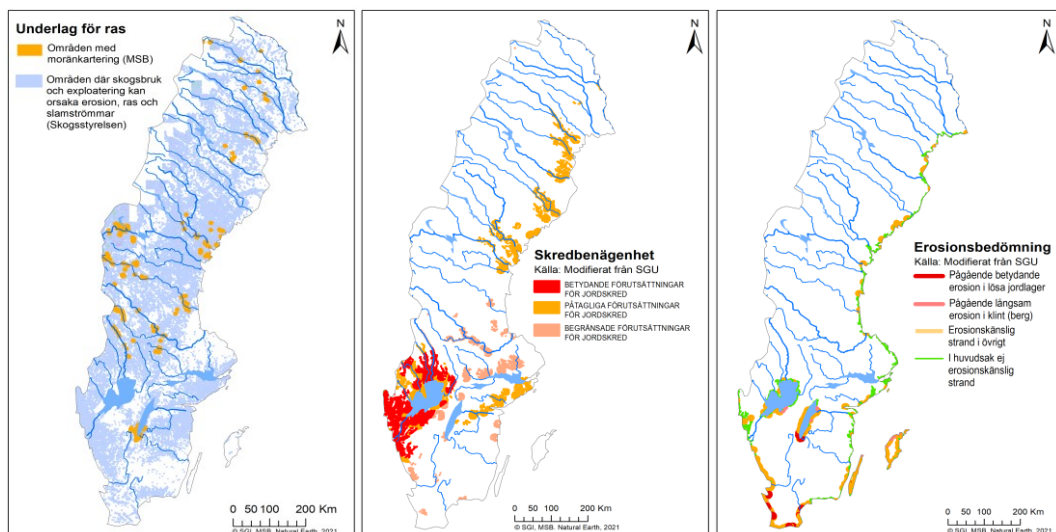 Underlag för ras
Områden med
moränkartering (MSB)
Områden där skogsbruk
och exploatering kan
orsaka erosion, ras och
slamströmmar
(Skogsstyrelsen)
N
0 50 100 200 Km
© SGI, MSB. Natural Earth, 2021
N
Skredbenägenhet
Källa: Modifierat från SGU
BETYDANDE FÖRUTSÄTTNINGAR
FÖR JORDSKRED
PÅTAGLIGA FÖRUTSÄTTNINGAR
FÖR JORDSKRED
BEGRÄNSADE FÖRUTSÄTTNINGAR
FÖR JORDSKRED
0 50 100 200 Km
© SGI, MSB. Natural Earth, 2021
N
Erosionsbedömning
Källa: Modifierat från SGU
Pågående betydande
erosion i lösa jordlager
Pågående långsam
erosion i klint (berg)
Erosionskänslig
strand i övrigt
I huvudsak ej
erosionskänslig
strand
0 50 100 200 Km
© SGI, MSB. Natural Earth, 2021